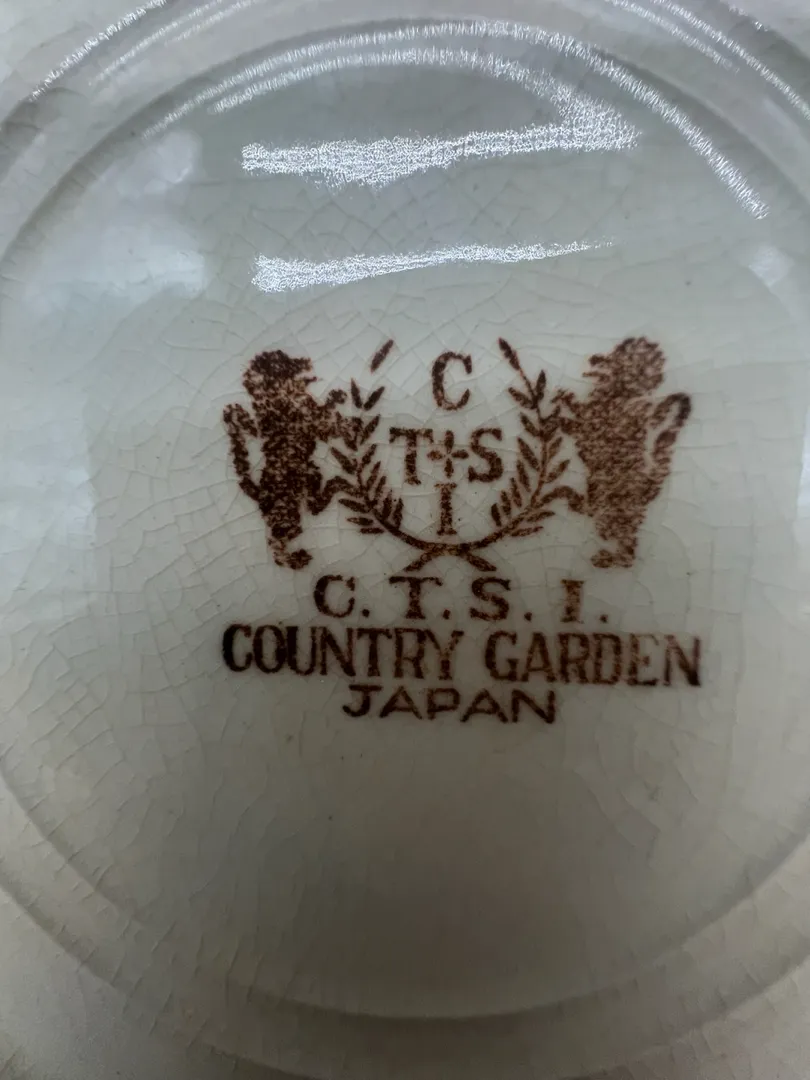 C
T S
I
C. T. S. I.
COUNTRY GARDEN
JAPAN